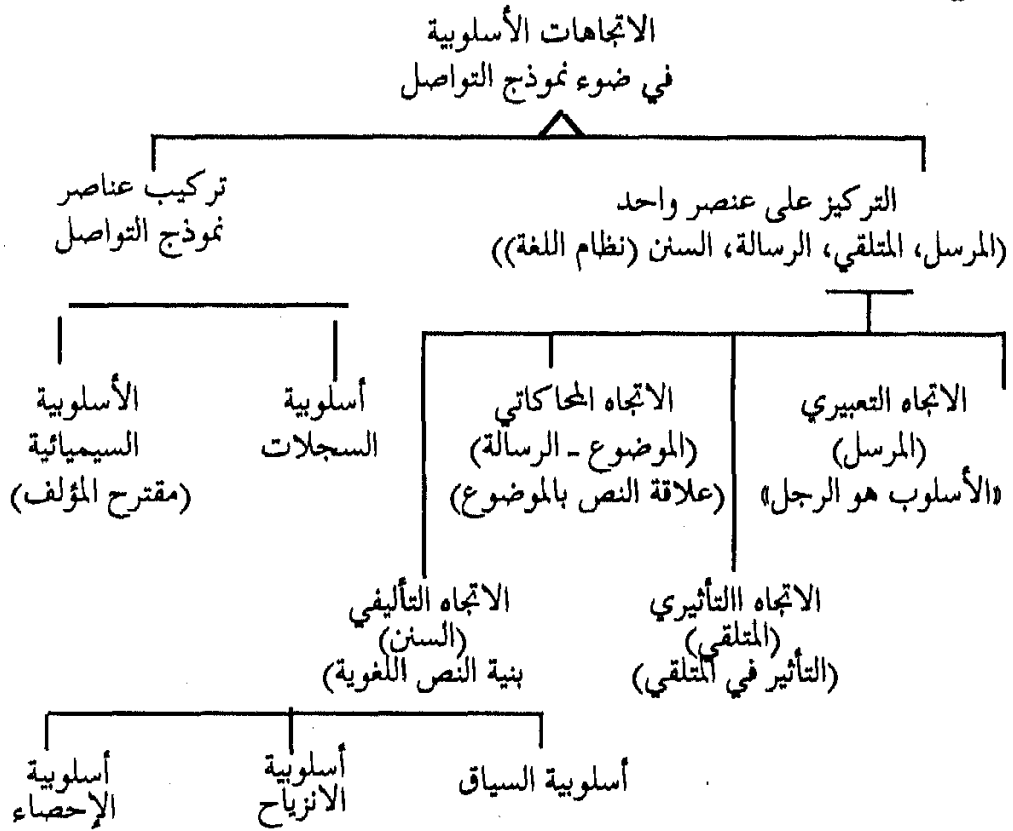 الاتجاهات الأسلوبية
في ضوء نموذج التواصل
التركيز على عنصر واحد
(المرسل، المتلقي، الرسالة، السنن (نظام اللغة))
تركيب عناصر
نموذج التواصل
الاتجاه التعبيري
(المرسل)
«الأسلوب هو الرجل»
الاتجاه المحاكاتي
(الموضوع - الرسالة)
(علاقة النص بالموضوع)
أسلوبية
السجلات
الأسلوبية
السيميائية
(مقترح المؤلف)
الاتجاه االتأثيري
(المتلقي)
(التأثير في المتلقي)
الاتجاه التأليفي
(السنن)
بنية النص اللغوية)
أسلوبية السياق
أسلوبية
الانزياح
أسلوبية
الإحصاء